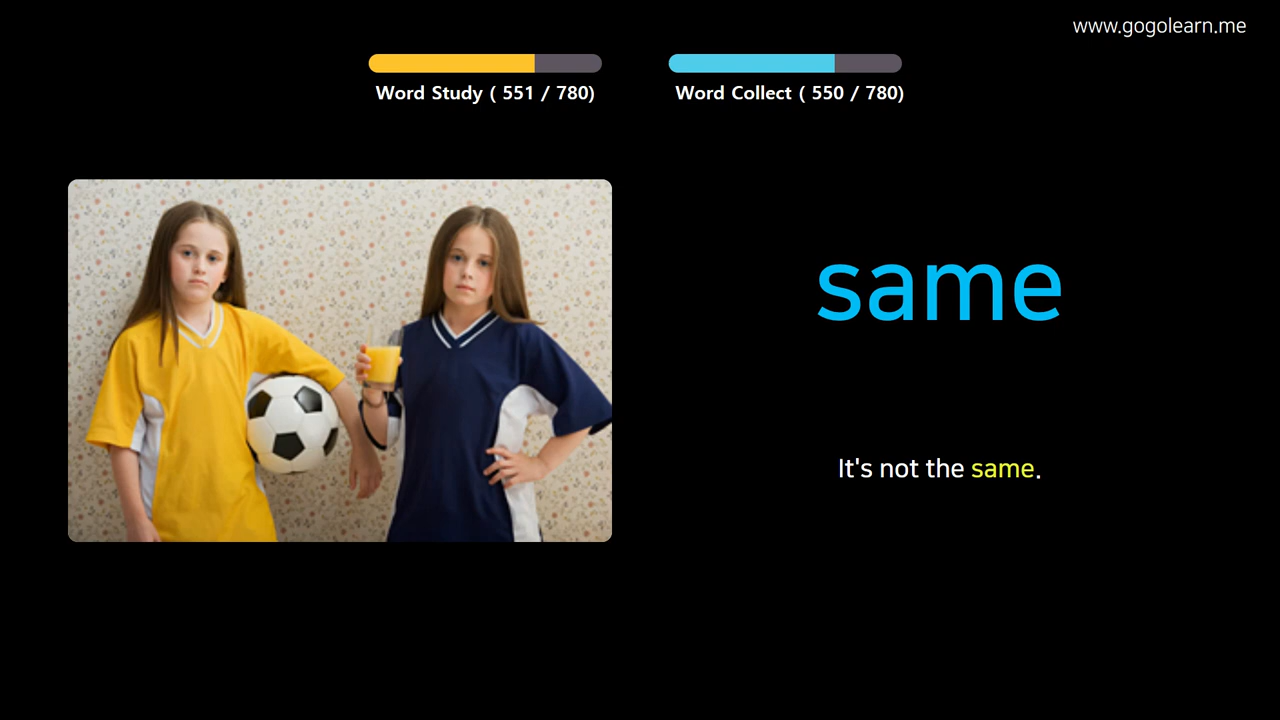 www.gogolearn.me
Word Study ( 551 / 780)
Word Collect ( 550 / 780)
same
It's not the same.